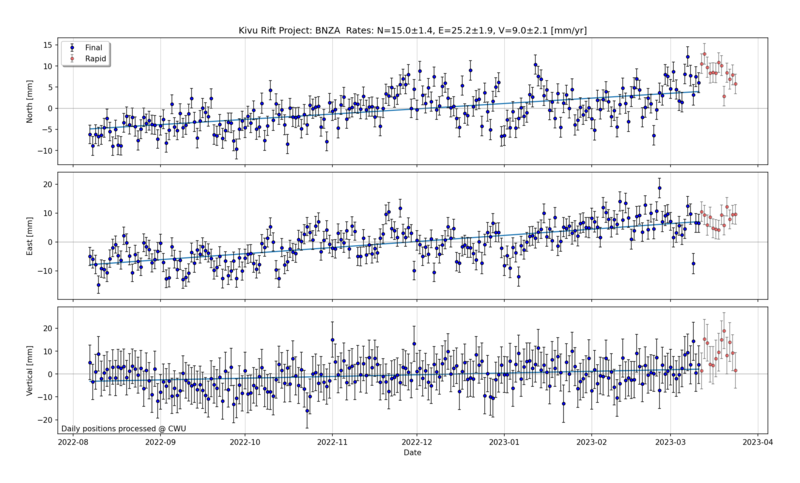 Kivu Rift Project: BNZA Rates: N=15.0±1.4, E=25.2±1.9, V=9.0±2.1 [mm/yr]
Final
Rapid
North [mm]
15
10
5
0
−5
−10
East [mm]
20
10
0
−10
Vertical [mm]
20
10
0
−10
−20
Daily positions processed @ CWU
2022-08 2022-09 2022-10 2022-11 2022-12 2023-01 2023-02 2023-03 2023-04
Date